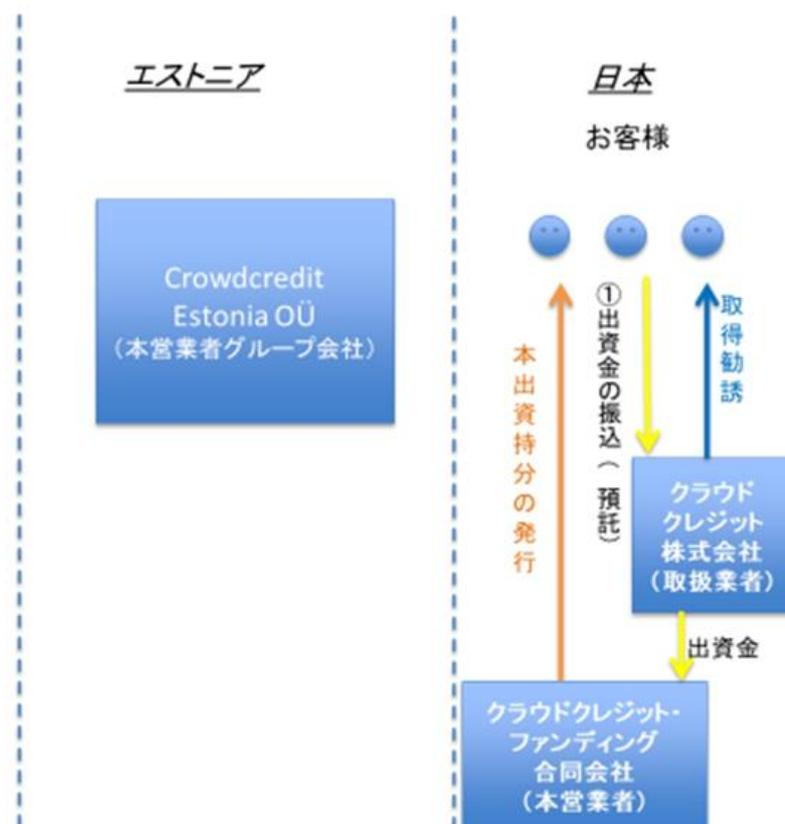 エストニア
Crowdcredit
Estonia OÜ
（本営業者グループ会社）
日本
お客様
本出資持分の発行
①出資金の振込（預託）
取得勧誘
クラウド
クレジット
株式会社
（取扱業者）
出資金
クラウドクレジット・
ファンディング
合同会社
（本営業者）